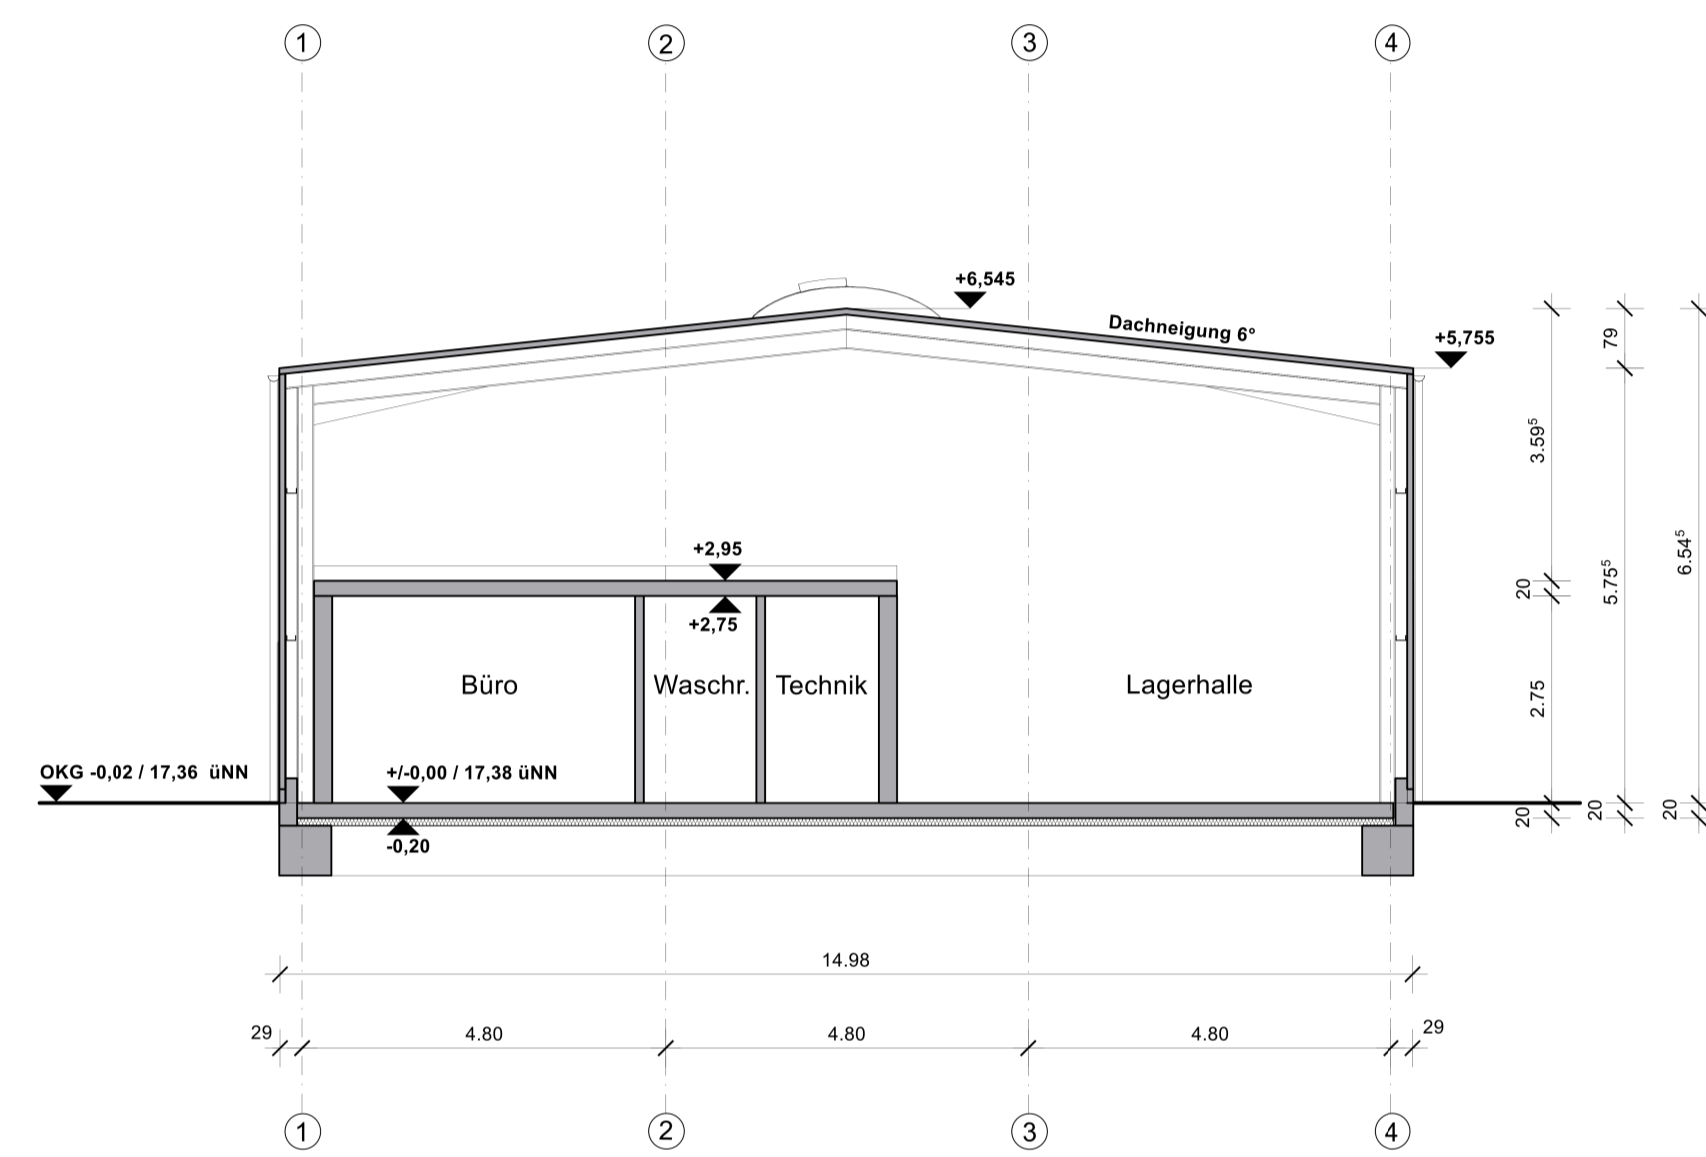 1 2 3 4
+6,545
Dachneigung 6°
+5,755
79
3.59⁵
+2,95
6.54⁵
5.75⁵
20
+2,75
Büro Waschr. Technik Lagerhalle
2.75
OKG -0,02 / 17,36 üNN
+/-0,00 / 17,38 üNN
20 20 20
-0,20
14.98
29 4.80 4.80 4.80 29
1 2 3 4